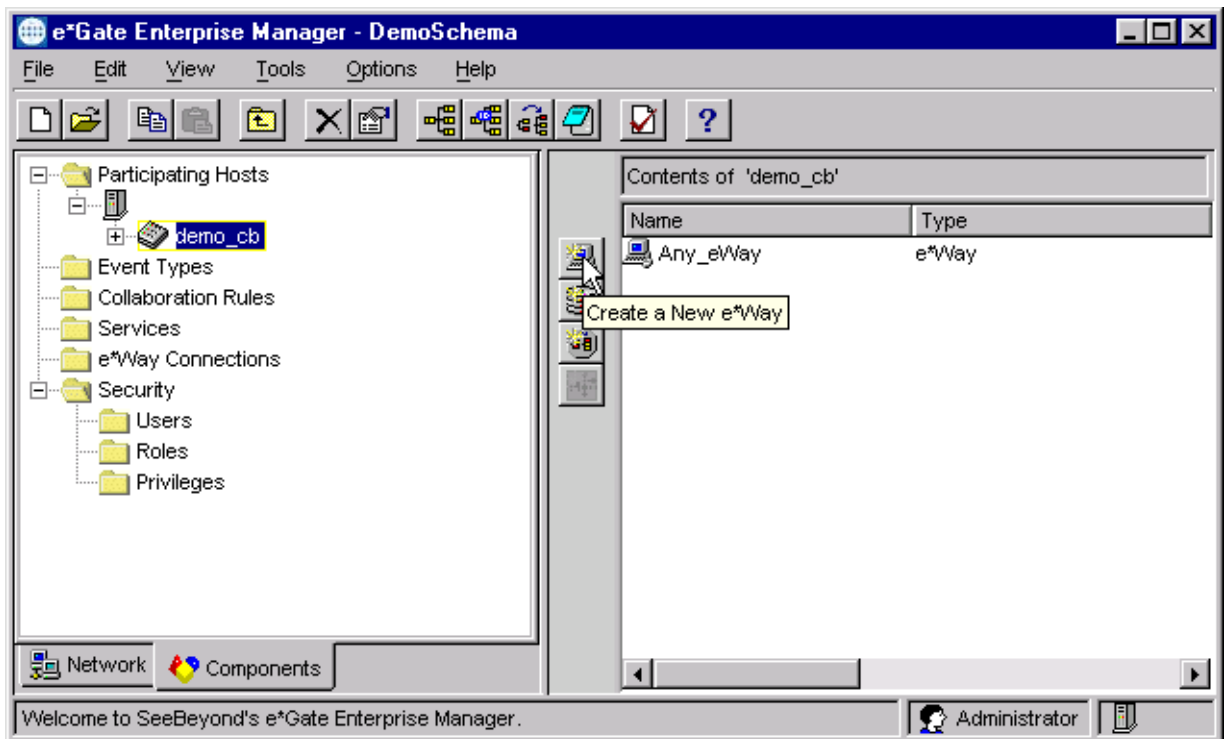 e*Gate Enterprise Manager - DemoSchema
File Edit View Tools Options Help
Participating Hosts
demo_cb
Event Types
Collaboration Rules
Services
e*Way Connections
Security
Users
Roles
Privileges
Network Components
Contents of 'demo_cb'
Name Type
Any_eWay e*Way
Create a New e*Way
Welcome to SeeBeyond's e*Gate Enterprise Manager.
Administrator